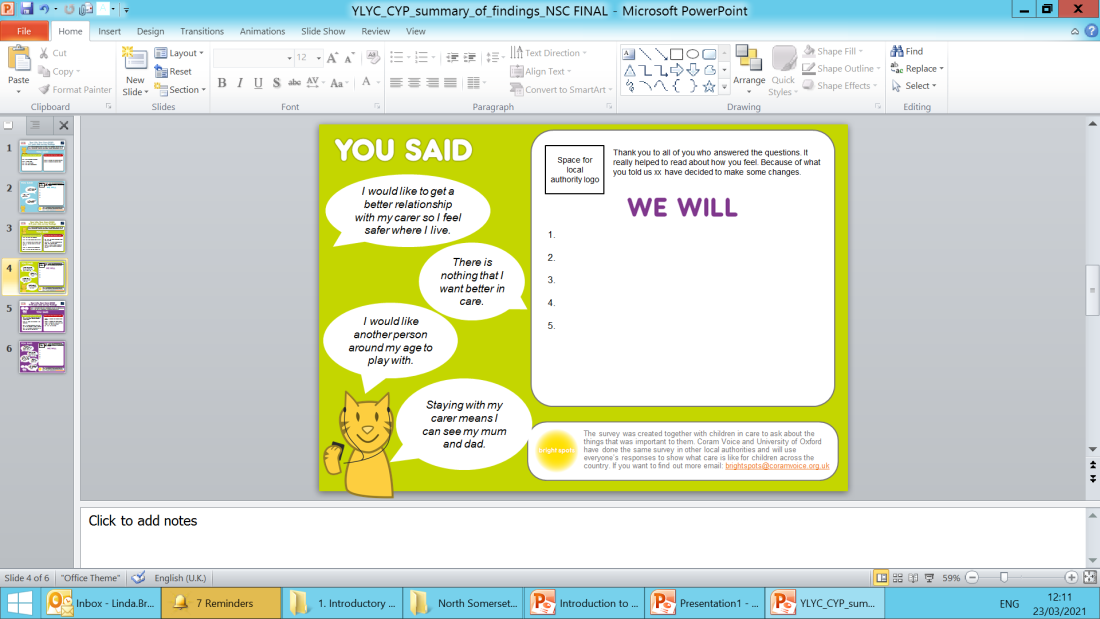 YLYC_CYP_summary_of_findings_NSC FINAL - Microsoft PowerPoint
File
Home
Insert
Design
Transitions
Animations
Slide Show
Review
View
Paste
Cut
Copy
Format Painter
Clipboard
New
Slide
Layout
Reset
Section
Slides
12
Font
Paragraph
Text Direction
Align Text
Convert to SmartArt
Arrange
Quick
Styles
Shape Fill
Shape Outline
Shape Effects
Drawing
Find
Replace
Select
Editing
1
2
3
4
5
6
YOU SAID
I would like to get a
better relationship
with my carer so I feel
safer where I live.
There is
nothing that I
want better in
care.
I would like
another person
around my age to
play with.
Staying with my
carer means I
can see my mum
and dad.
Space for
local
authority logo
Thank you to all of you who answered the questions. It
really helped to read about how you feel. Because of what
you told us xx have decided to make some changes.
WE WILL
1.
2.
3.
4.
5.
bright spots
The survey was created together with children in care to ask about the
things that was important to them. Coram Voice and University of Oxford
have done the same survey in other local authorities and will use
everyone's responses to show what care is like for children across the
country. If you want to find out more email: brightspots@coramvoice.org.uk
Click to add notes
Slide 4 of 6
"Office Theme"
English (U.K.)
59%
Inbox - Linda.Br...
7 Reminders
1. Introductory ...
North Somerset...
Introduction to ...
Presentation1 - ...
YLYC_CYP_sum...
ENG
12:11
23/03/2021